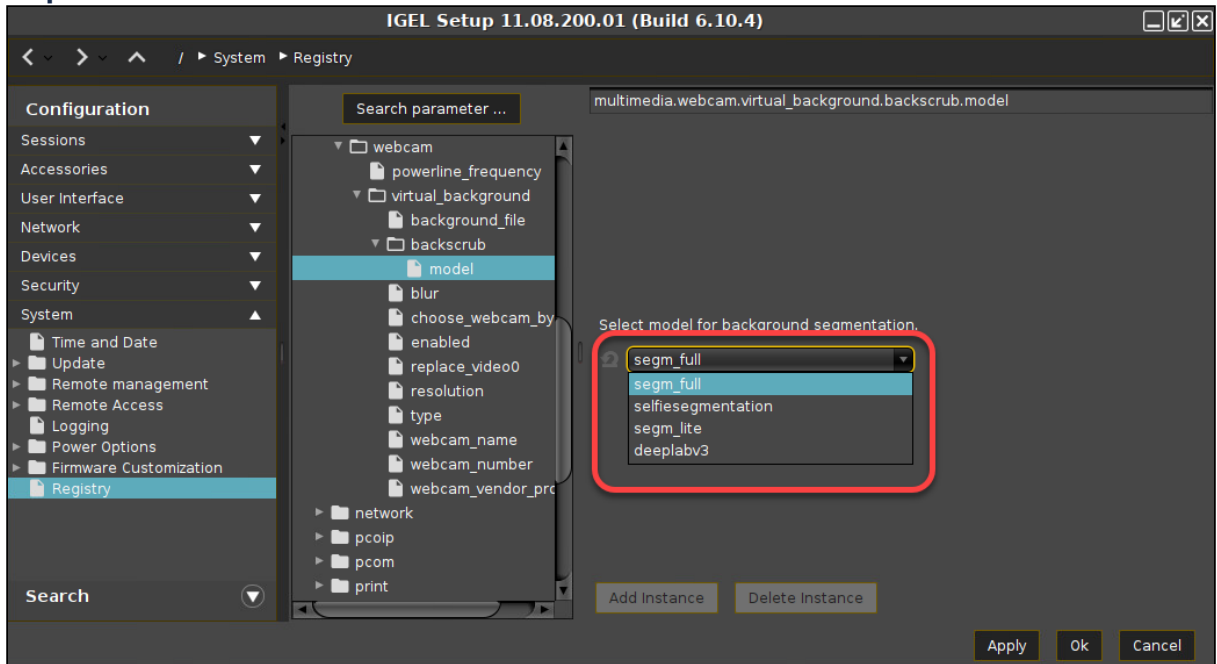 IGEL Setup 11.08.200.01 (Build 6.10.4)
/ System Registry
Configuration
Sessions
Accessories
User Interface
Network
Devices
Security
System
Time and Date
Update
Remote management
Remote Access
Logging
Power Options
Firmware Customization
Registry
Search
Search parameter ...
webcam
powerline_frequency
virtual_background
background_file
backscrub
model
blur
choose_webcam_by
enabled
replace_video0
resolution
type
webcam_name
webcam_number
webcam_vendor_pro
network
pcoip
pcom
print
multimedia.webcam.virtual_background.backscrub.model
Select model for background segmentation.
segm_full
segm_full
selfiesegmentation
segm_lite
deeplabv3
Add Instance Delete Instance
Apply Ok Cancel